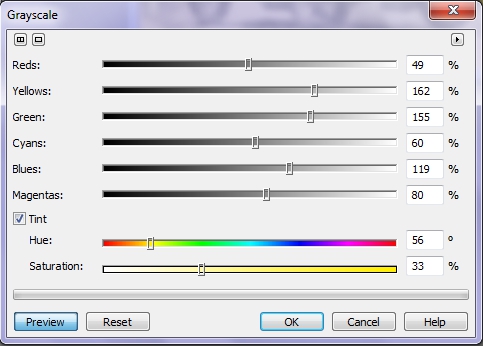 Grayscale
Reds: 49 %
Yellows: 162 %
Green: 155 %
Cyans: 60 %
Blues: 119 %
Magentas: 80 %
Tint
Hue: 56 º
Saturation: 33 %
Preview Reset OK Cancel Help